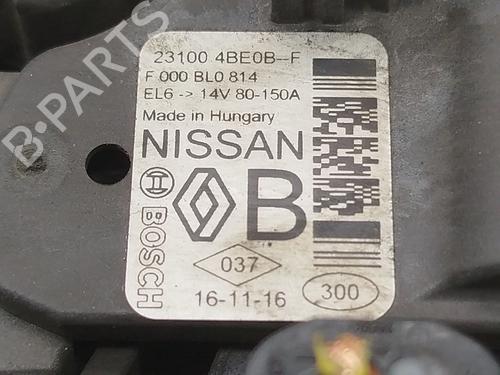 23100 4BE0B--F
F 000 BL0 814
EL6 -> 14V 80-150A
Made in Hungary
NISSAN
BOSCH
B
037
16-11-16
300
B-PARTS